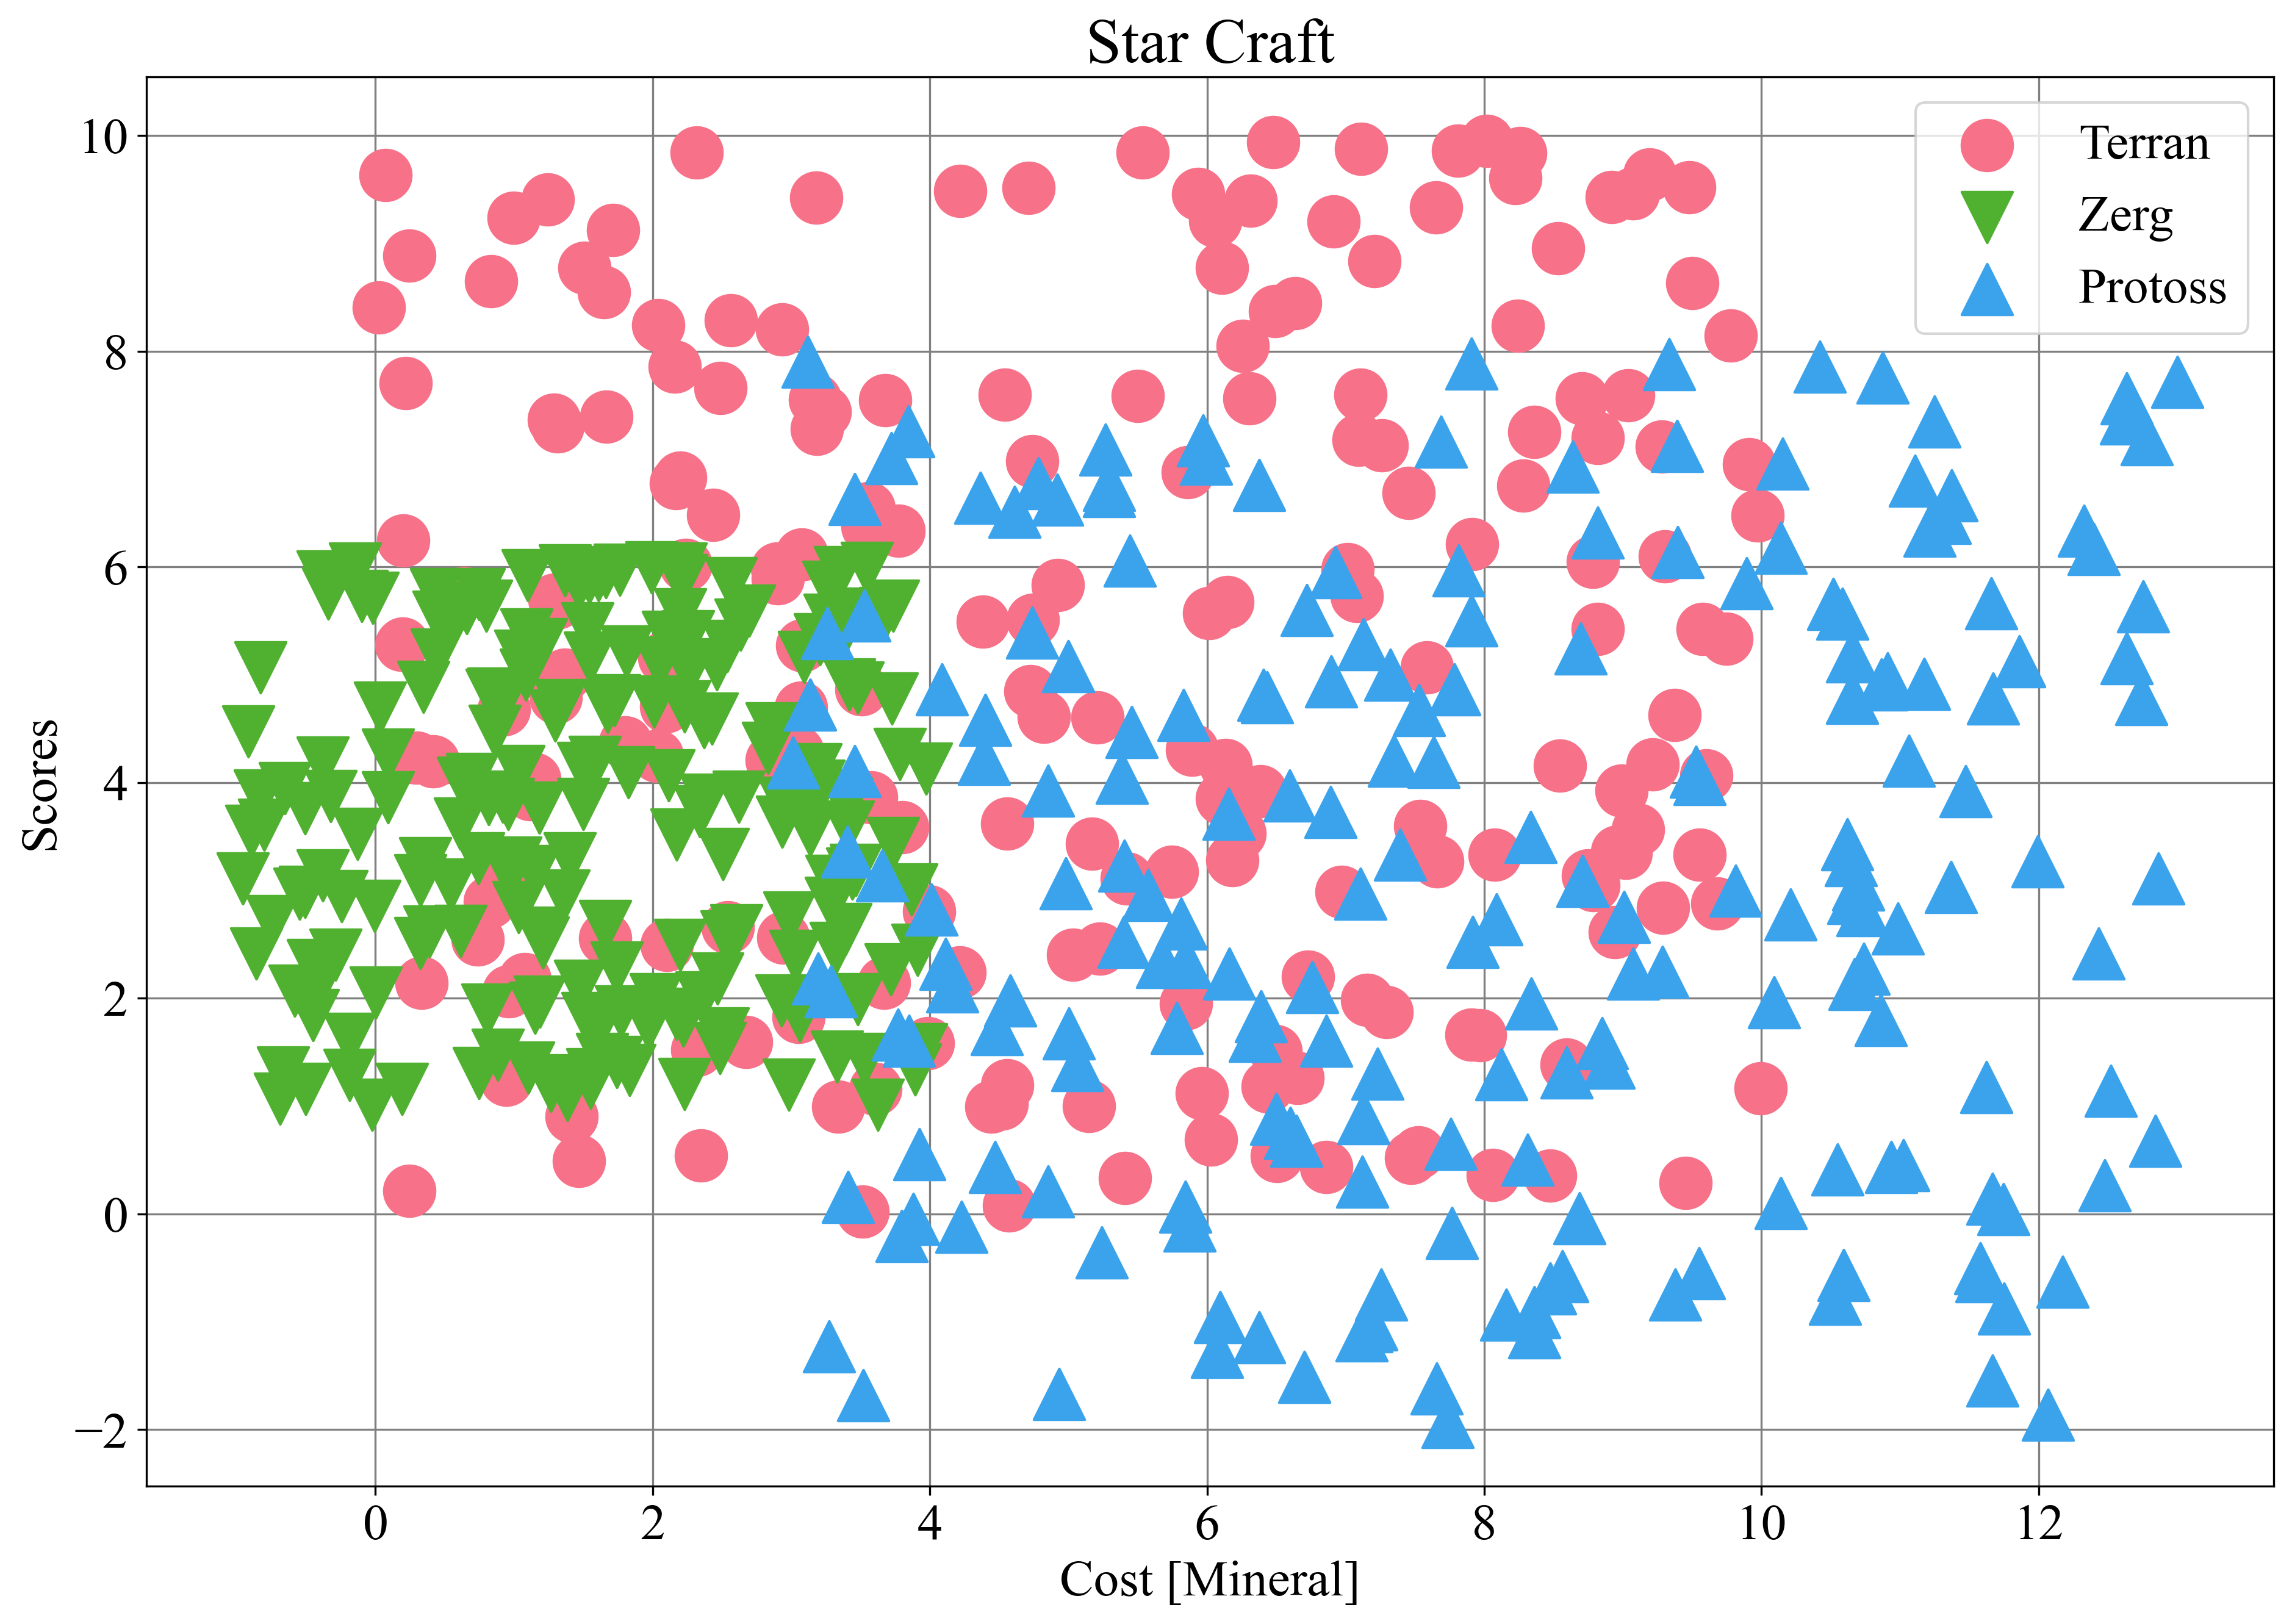 Star Craft
Terran
Zerg
Protoss
Scores
10
8
6
4
2
0
−2
0 2 4 6 8 10 12
Cost [Mineral]